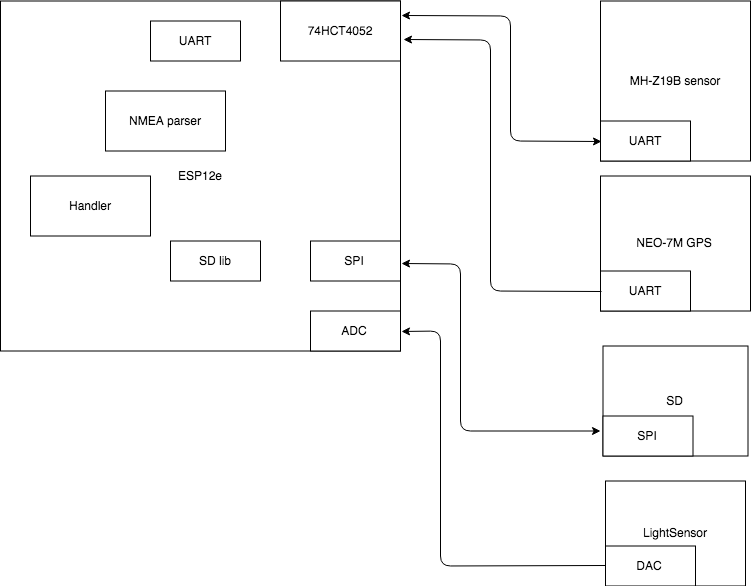 74HCT4052
UART
NMEA parser
ESP12e
Handler
SD lib
SPI
ADC
MH-Z19B sensor
UART
NEO-7M GPS
UART
SD
SPI
LightSensor
DAC